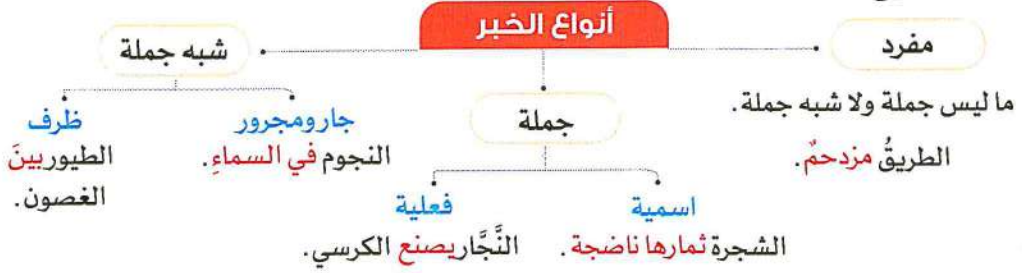 أنواع الخبر
مفرد
ما ليس جملة ولا شبه جملة.
الطريقُ مزدحمٌ.
جملة
اسمية
الشجرة ثمارها ناضجة.
فعلية
النَّجَّار يصنع الكرسي.
شبه جملة
جار ومجرور
النجوم في السماءِ.
ظرف
الطيور بينَ
الغصون.